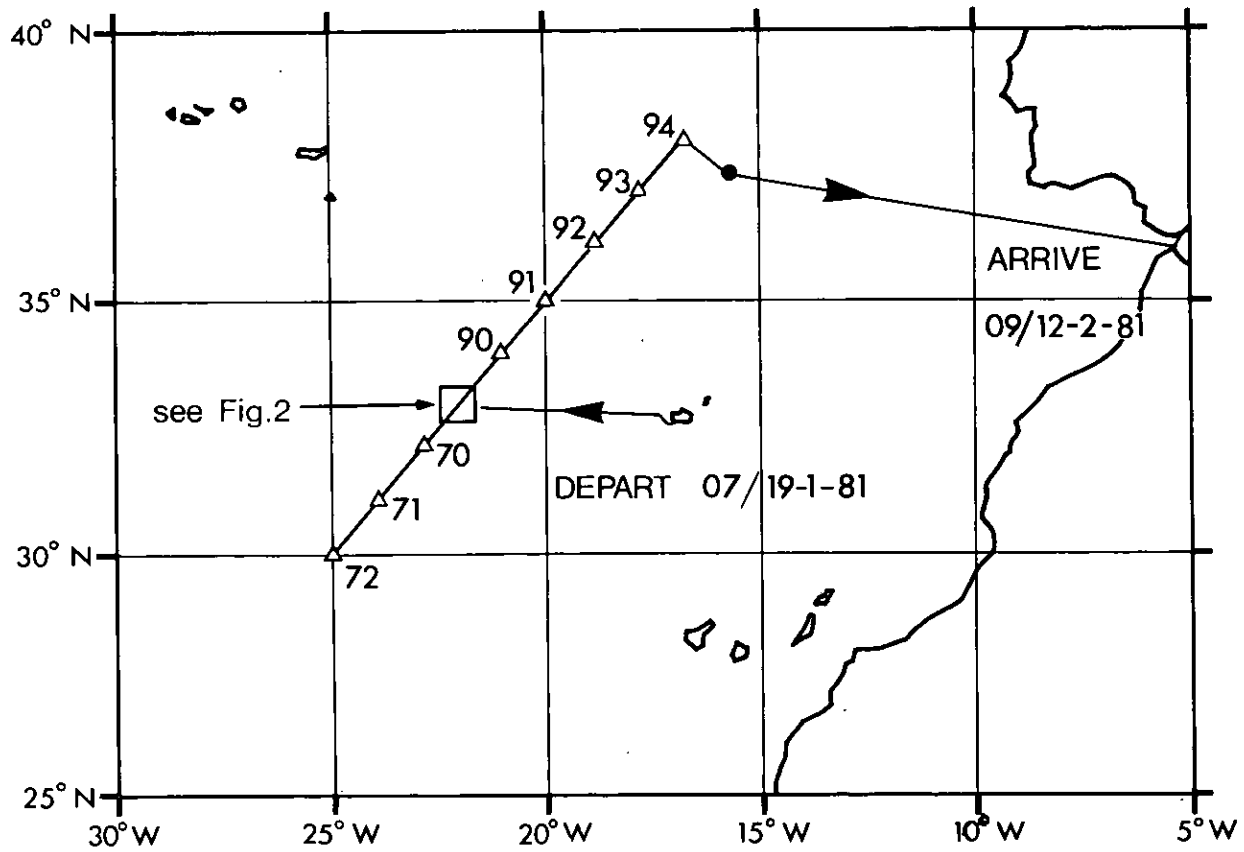 40° N
94
93
92
ARRIVE
91
35° N
09/12-2-81
90
see Fig.2
70
DEPART 07/19-1-81
71
30° N
72
25° N
30° W
25° W
20° W
15° W
10° W
5° W